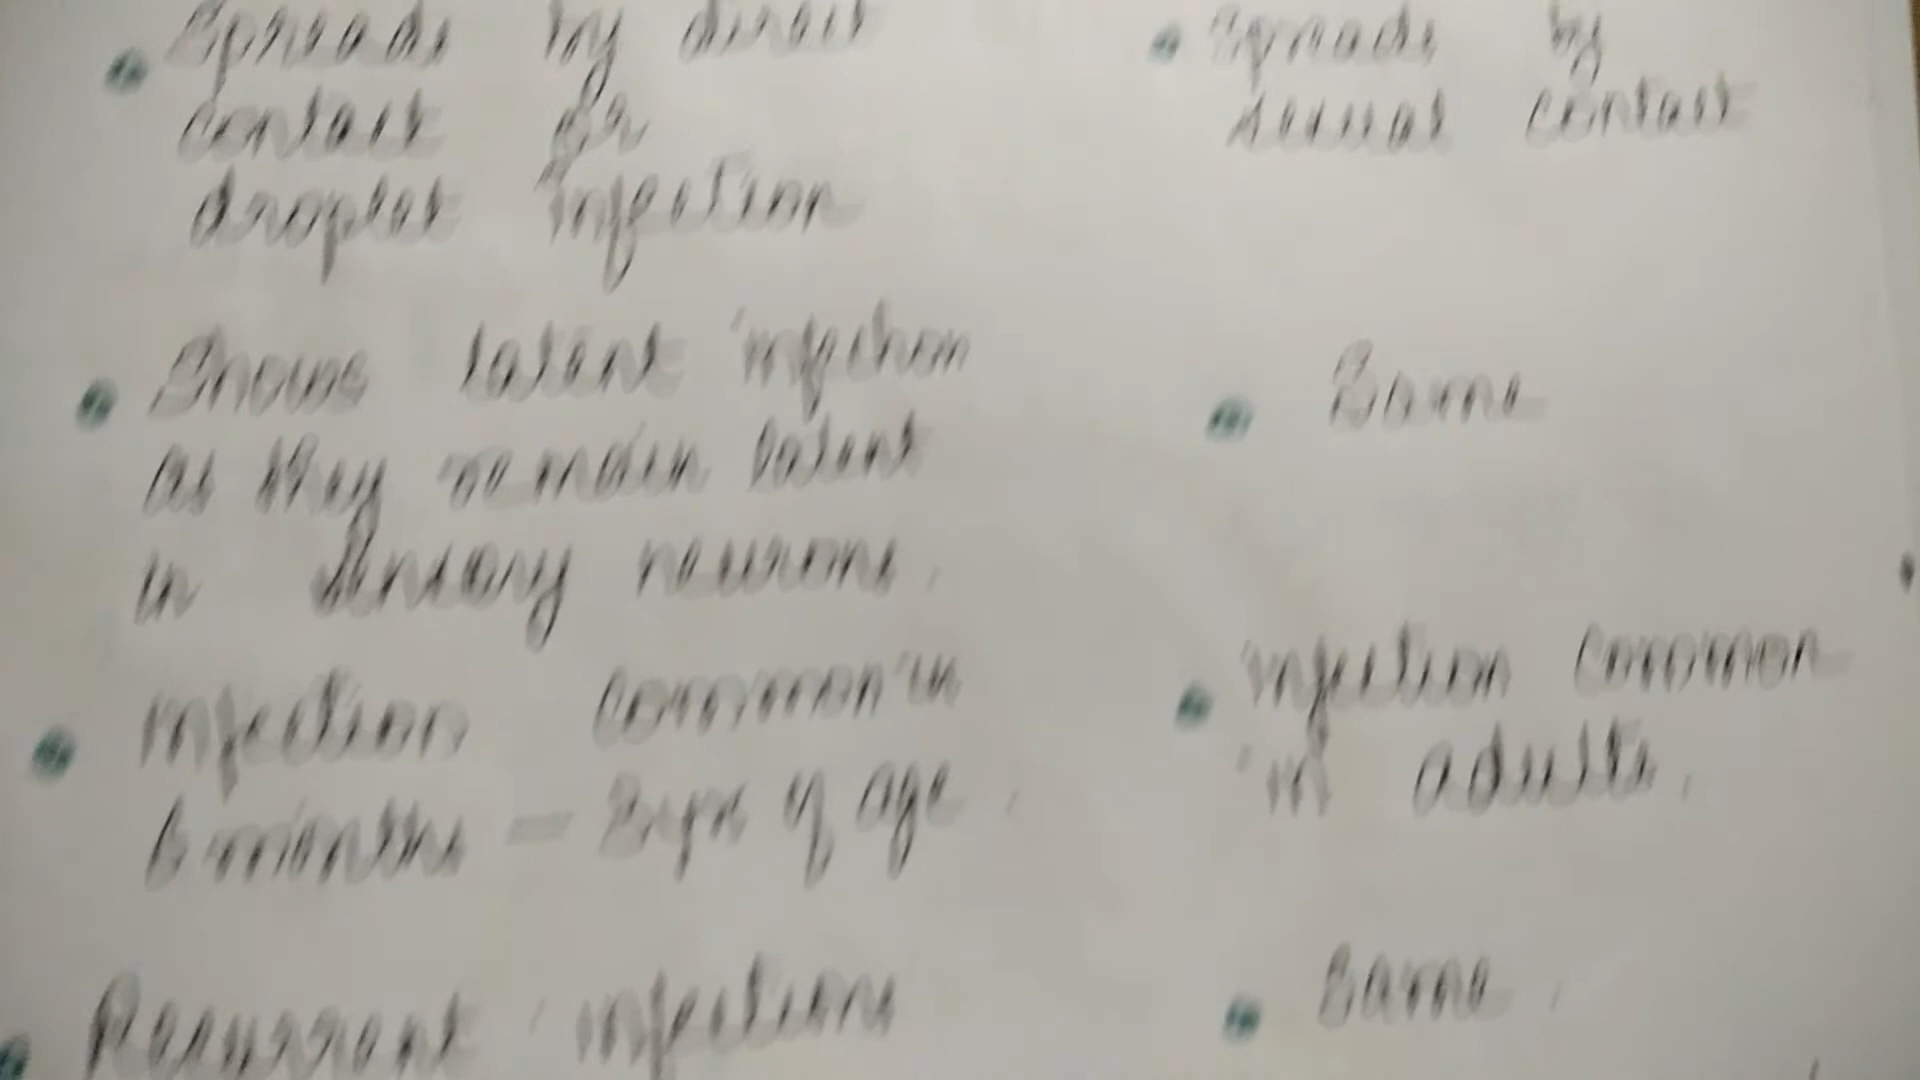 Spreads by direct
contact or
droplet infection
Shows latent infection
as they remain latent
in sensory neurons.
Infection common in
6 months – yrs of age.
Recurrent infections
Spreads by
sexual contact
Same
infection common
in adults.
Same.